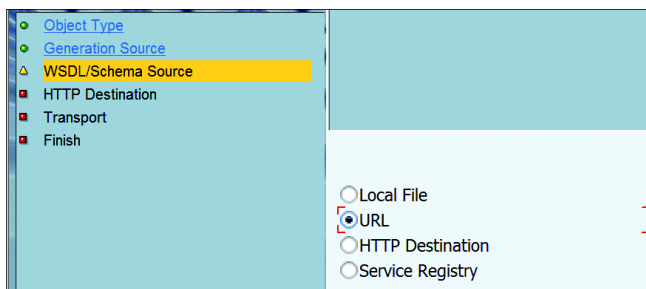 Object Type
Generation Source
WSDL/Schema Source
HTTP Destination
Transport
Finish
Local File
URL
HTTP Destination
Service Registry